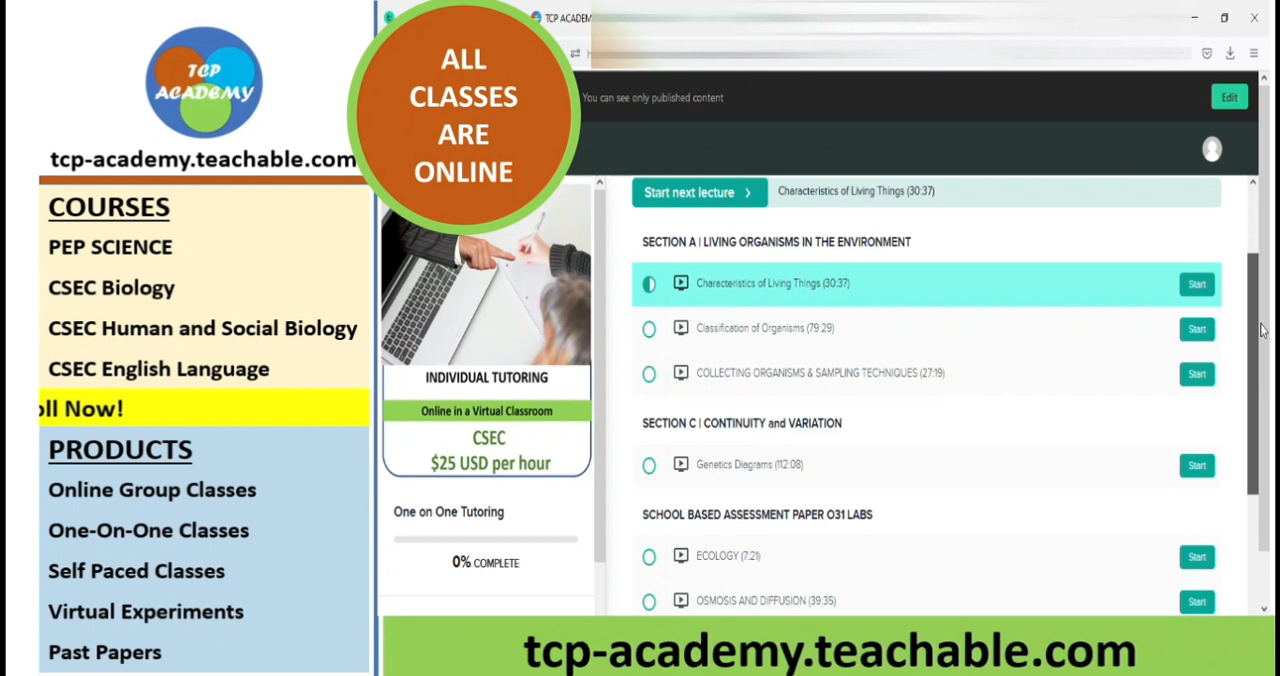 TCP
ACADEMY
tcp-academy.teachable.com
COURSES
PEP SCIENCE
CSEC Biology
CSEC Human and Social Biology
CSEC English Language
oll Now!
PRODUCTS
Online Group Classes
One-On-One Classes
Self Paced Classes
Virtual Experiments
Past Papers
ALL
CLASSES
ARE
ONLINE
TCP ACADEM
You can see only published content
Edit
INDIVIDUAL TUTORING
Online in a Virtual Classroom
CSEC
$25 USD per hour
One on One Tutoring
0% COMPLETE
Start next lecture Characteristics of Living Things (30:37)
SECTION A | LIVING ORGANISMS IN THE ENVIRONMENT
Characteristics of Living Things (30:37) Start
Classification of Organisms (79:29) Start
COLLECTING ORGANISMS & SAMPLING TECHNIQUES (27:19) Start
SECTION C | CONTINUITY and VARIATION
Genetics Diagrams (112:08) Start
SCHOOL BASED ASSESSMENT PAPER O31 LABS
ECOLOGY (7:21) Start
OSMOSIS AND DIFFUSION (39:35) Start
tcp-academy.teachable.com